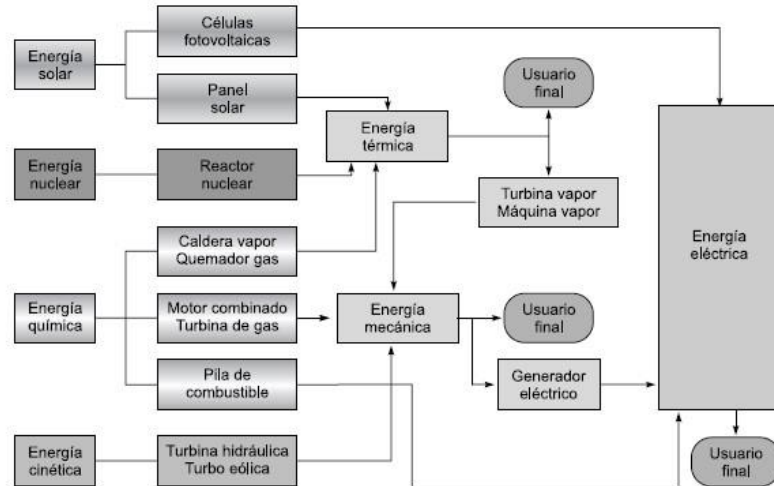 Células
fotovoltaicas
Energía
solar
Panel
solar
Usuario
final
Energía
térmica
Energía
nuclear
Reactor
nuclear
Turbina vapor
Máquina vapor
Energía
eléctrica
Caldera vapor
Quemador gas
Energía
química
Motor combinado
Turbina de gas
Energía
mecánica
Usuario
final
Pila de
combustible
Generador
eléctrico
Energía
cinética
Turbina hidráulica
Turbo eólica
Usuario
final